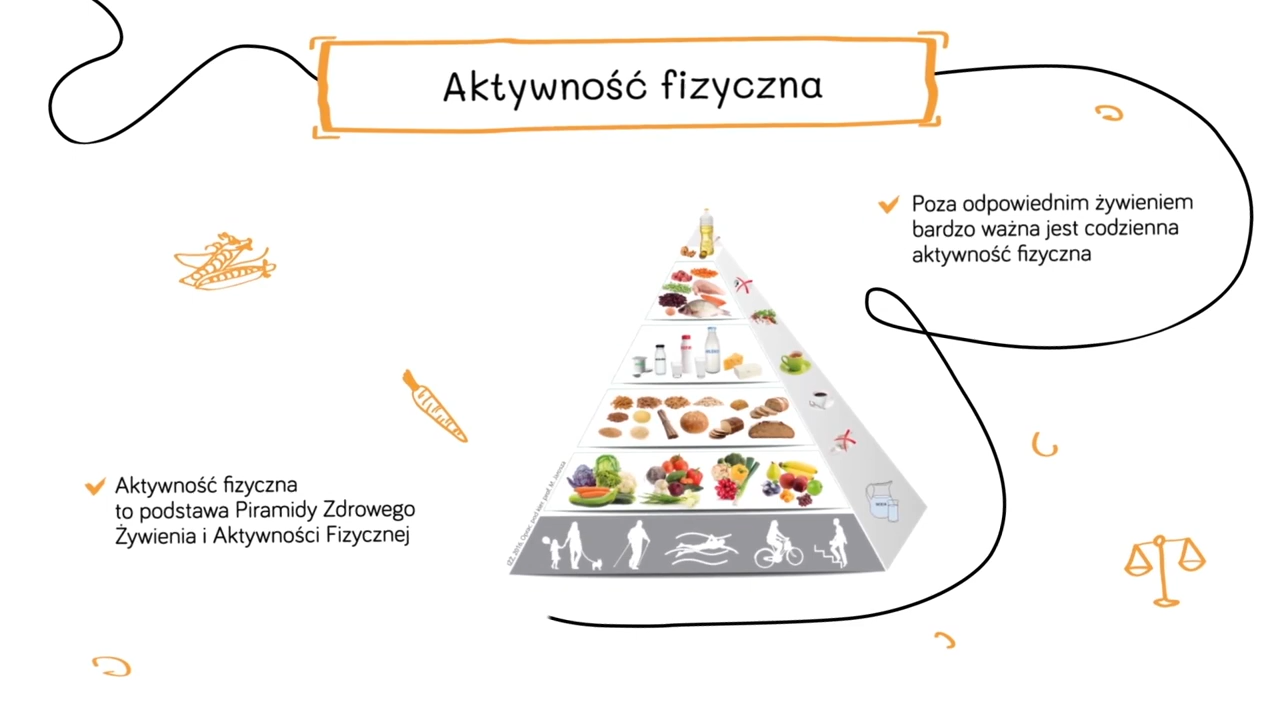 Aktywność fizyczna
Poza odpowiednim żywieniem
bardzo ważna jest codzienna
aktywność fizyczna
Aktywność fizyczna
to podstawa Piramidy Zdrowego
Żywienia i Aktywności Fizycznej